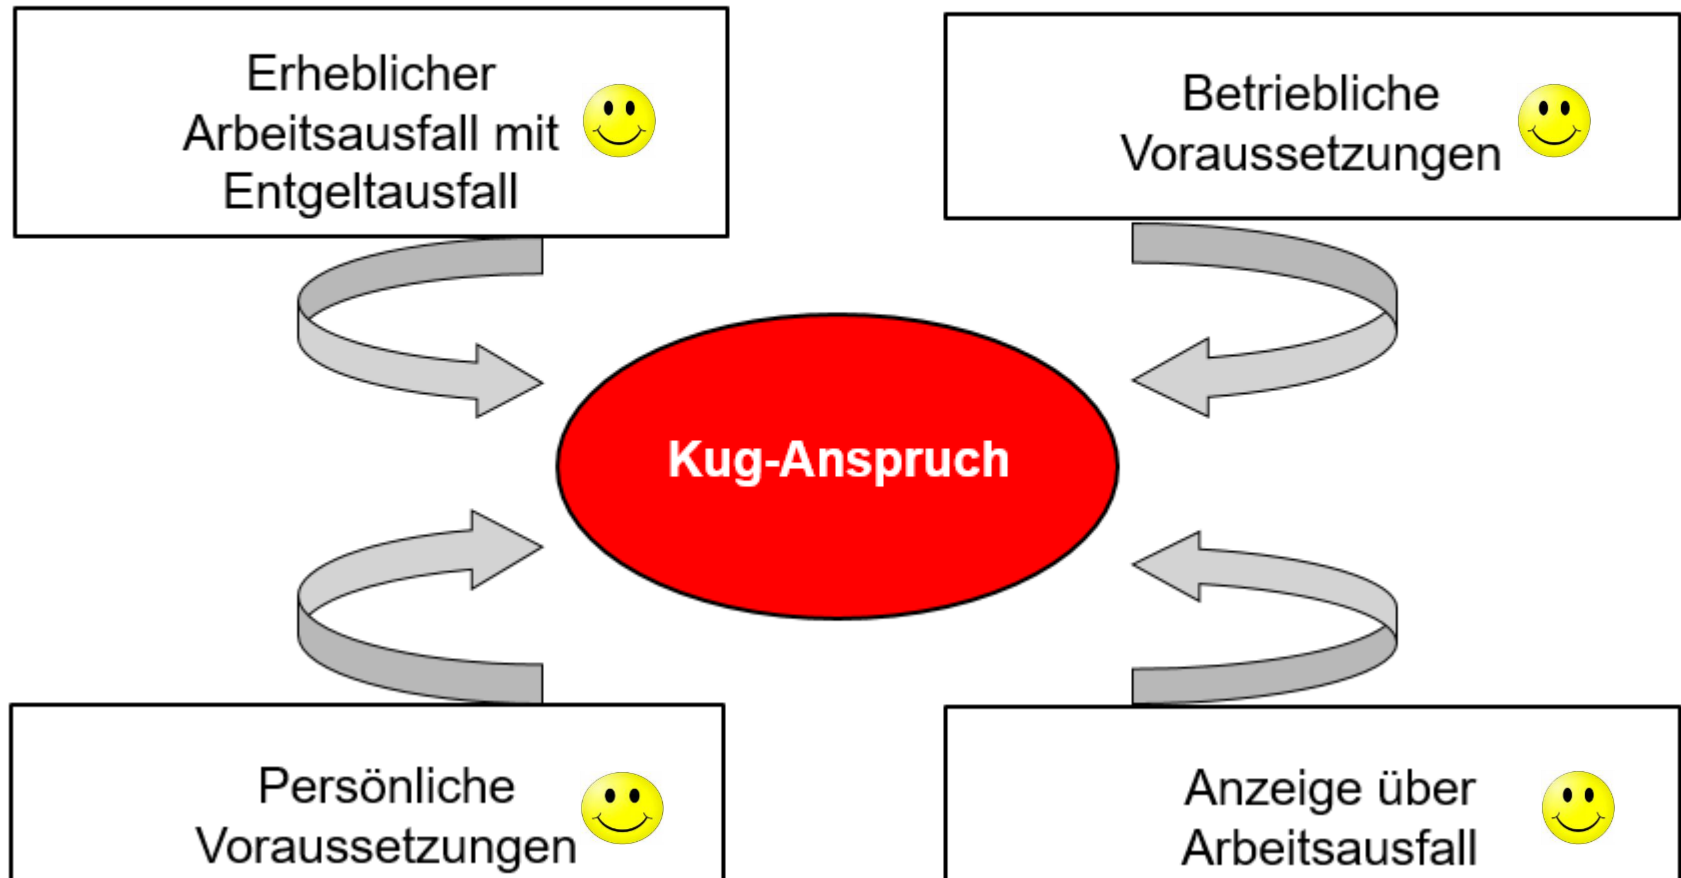 Erheblicher
Arbeitsausfall mit
Entgeltausfall
Betriebliche
Voraussetzungen
Kug-Anspruch
Persönliche
Voraussetzungen
Anzeige über
Arbeitsausfall